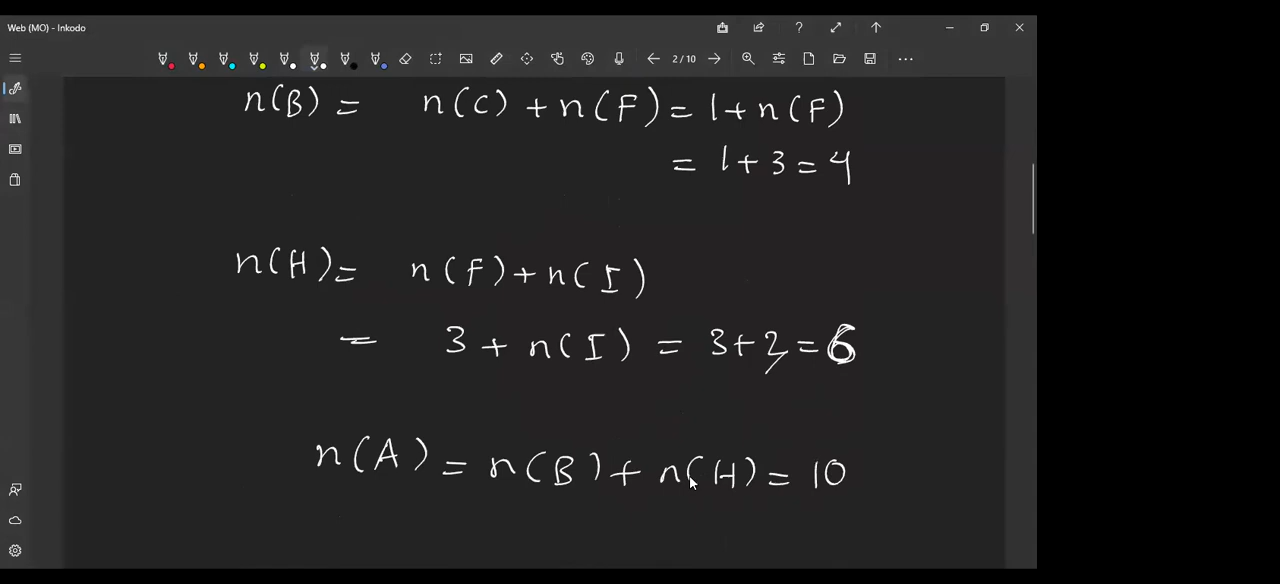 Web (MO) - Inkodo
2 / 10
n(B) = n(C) + n(F) = 1 + n(F)
= 1 + 3 = 4
n(H) = n(F) + n(I)
= 3 + n(I) = 3 + 2 = 6
n(A) = n(B) + n(H) = 10